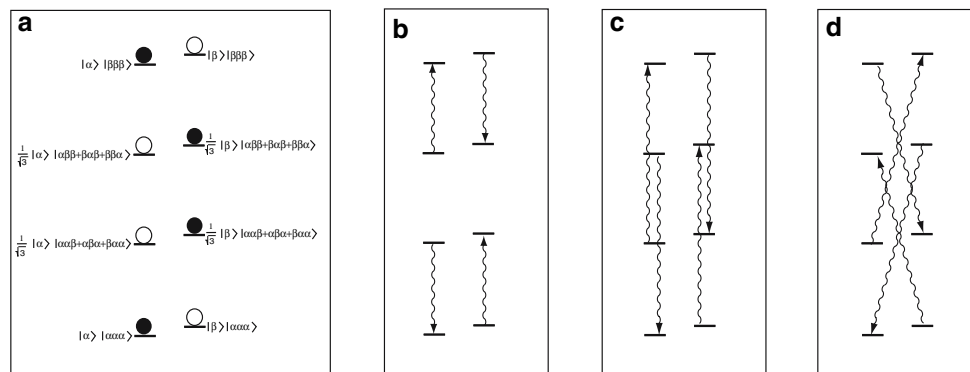 a
b
c
d
|α⟩ |βββ⟩
|β⟩ |βββ⟩
1/√3 |α⟩ |αββ+βαβ+ββα⟩
1/√3 |β⟩ |αββ+βαβ+ββα⟩
1/√3 |α⟩ |ααβ+αβα+βαα⟩
1/√3 |β⟩ |ααβ+αβα+βαα⟩
|α⟩ |ααα⟩
|β⟩ |ααα⟩